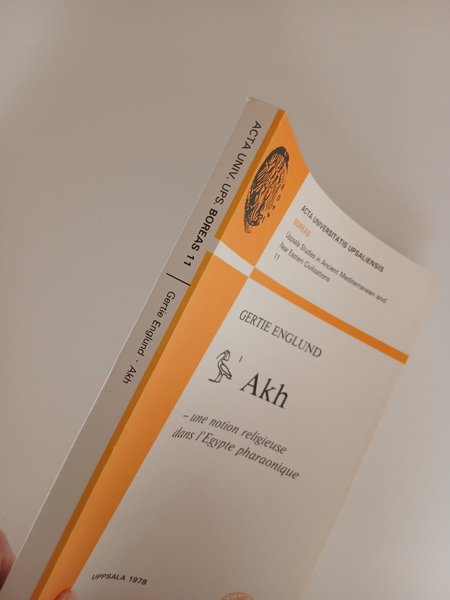 ACTA UNIV. UPS. BOREAS 11 | Gertie Englund · Akh
ACTA UNIVERSITATIS UPSALIENSIS
BOREAS
Uppsala Studies in Ancient Mediterranean and
Near Eastern Civilizations
11
GERTIE ENGLUND
Akh
– une notion religieuse
dans l'Egypte pharaonique
UPPSALA 1978